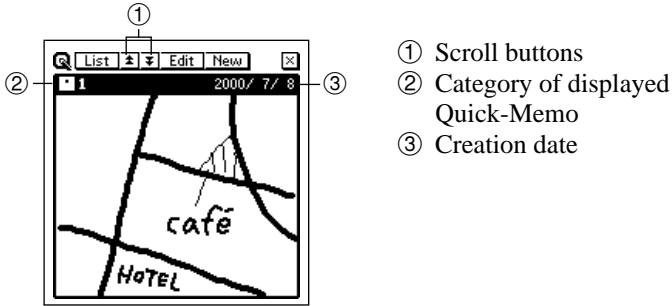 ①
List Edit New
② 1 2000/ 7/ 8 ③
café
HOTEL
① Scroll buttons
② Category of displayed
Quick-Memo
③ Creation date